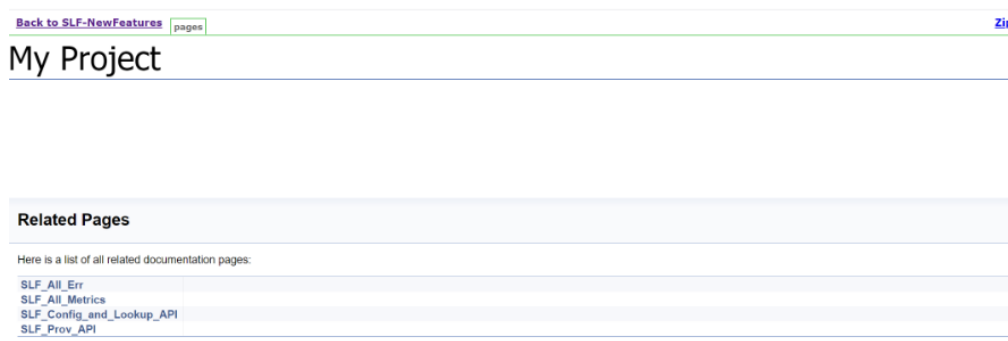 Back to SLF-NewFeatures pages Zip
My Project
Related Pages
Here is a list of all related documentation pages:
SLF_All_Err
SLF_All_Metrics
SLF_Config_and_Lookup_API
SLF_Prov_API